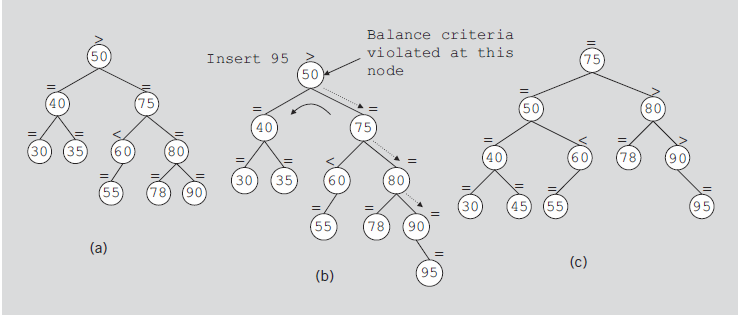 >
50
= =
40 75
= = < =
30 35 60 80
= = =
55 78 90
(a)
Balance criteria
violated at this
node
Insert 95 >
50
= =
40 75
= = < =
30 35 60 80
= = =
55 78 90
=
95
(b)
=
75
= >
50 80
= < = >
40 60 78 90
= = = =
30 45 55 95
(c)